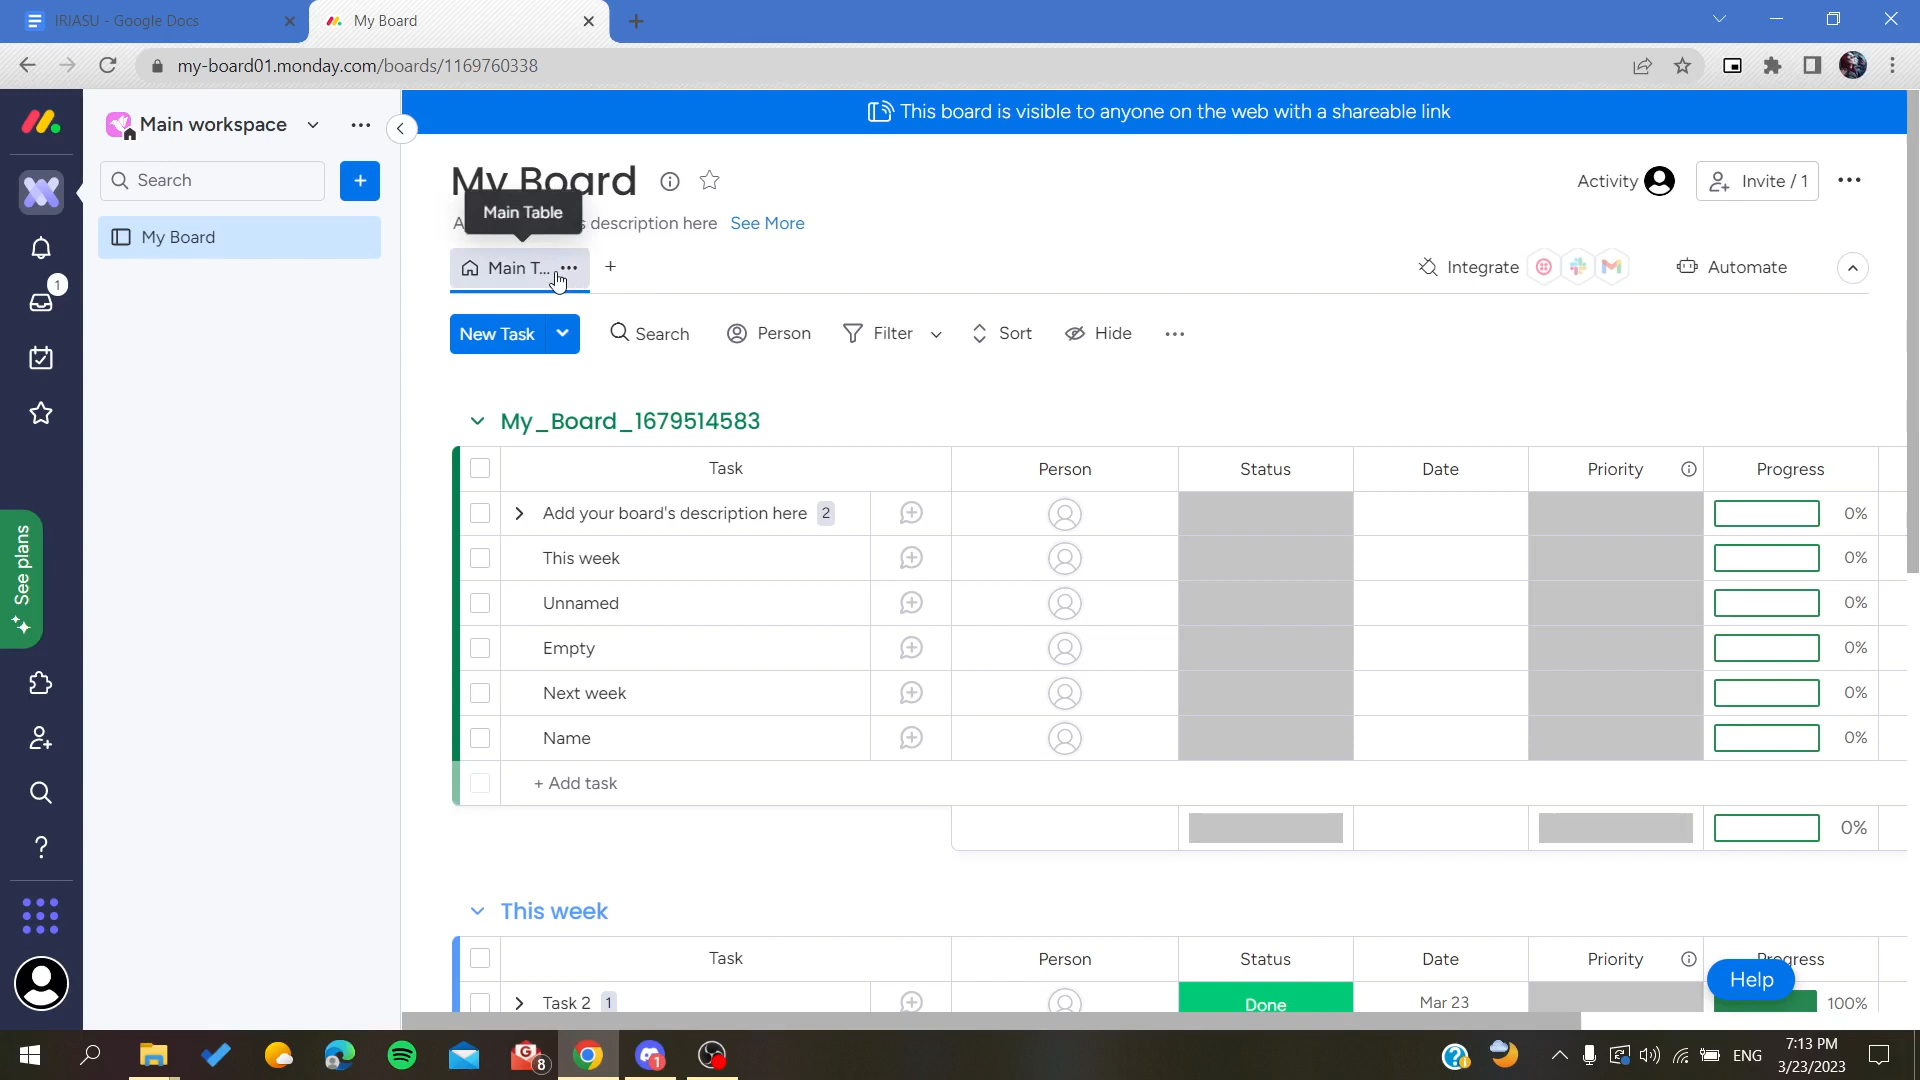 IRIASU - Google Docs
My Board
my-board01.monday.com/boards/1169760338
Main workspace
This board is visible to anyone on the web with a shareable link
Search
My Board
Activity
Invite / 1
Main Table
A
s description here See More
My Board
1
Main T...
Integrate
Automate
New Task
Search
Person
Filter
Sort
Hide
See plans
My_Board_1679514583
Task Person Status Date Priority Progress
Add your board's description here 2 0%
This week 0%
Unnamed 0%
Empty 0%
Next week 0%
Name 0%
+ Add task
0%
This week
Task Person Status Date Priority Progress
Help
Task 2 1 Done Mar 23 100%
8
1
ENG
7:13 PM
3/23/2023